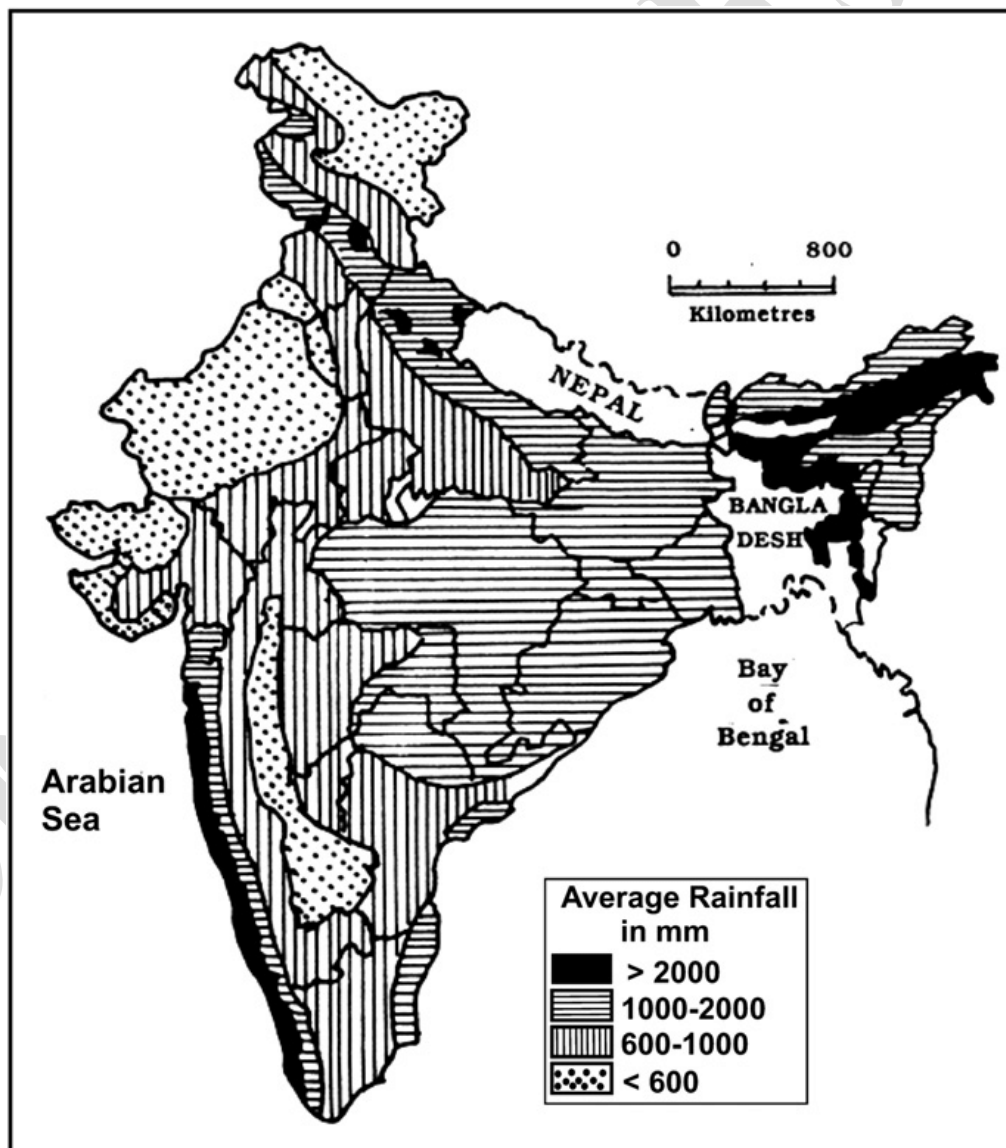 0 800
Kilometres
NEPAL
BANGLA
DESH
Bay
of
Bengal
Arabian
Sea
Average Rainfall
in mm
> 2000
1000-2000
600-1000
< 600